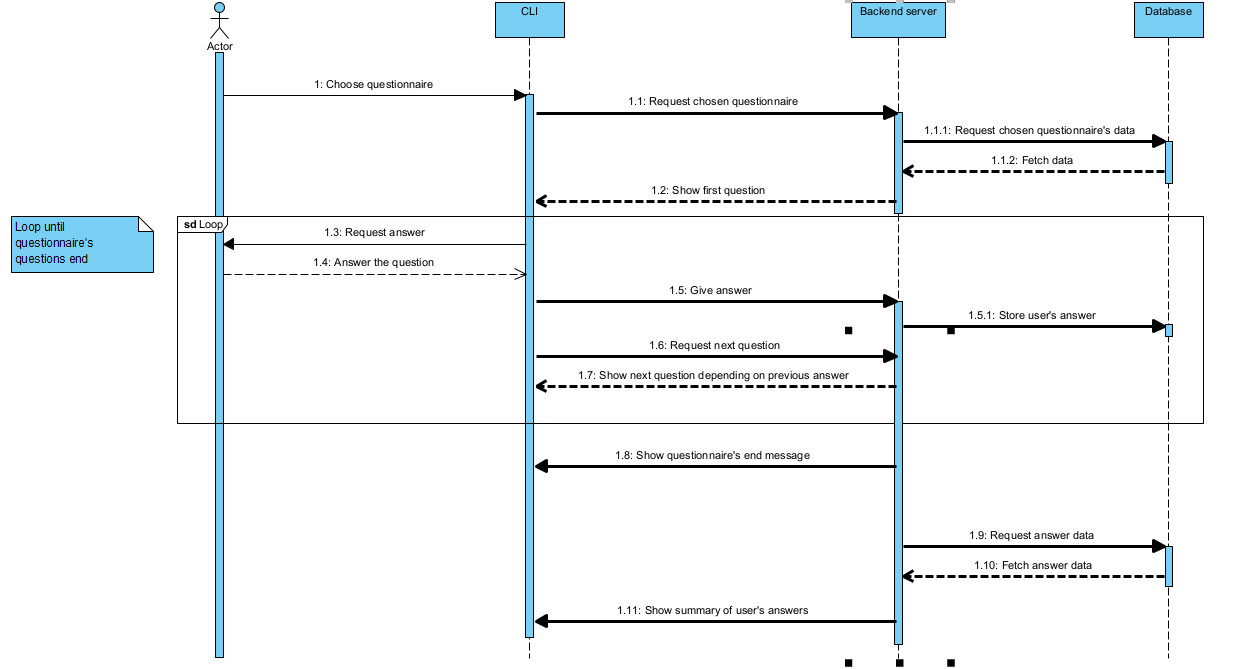 CLI
Backend server
Database
Actor
1: Choose questionnaire
1.1: Request chosen questionnaire
1.1.1: Request chosen questionnaire's data
1.1.2: Fetch data
1.2: Show first question
Loop until
questionnaire's
questions end
sd Loop
1.3: Request answer
1.4: Answer the question
1.5: Give answer
1.5.1: Store user's answer
1.6: Request next question
1.7: Show next question depending on previous answer
1.8: Show questionnaire's end message
1.9: Request answer data
1.10: Fetch answer data
1.11: Show summary of user's answers